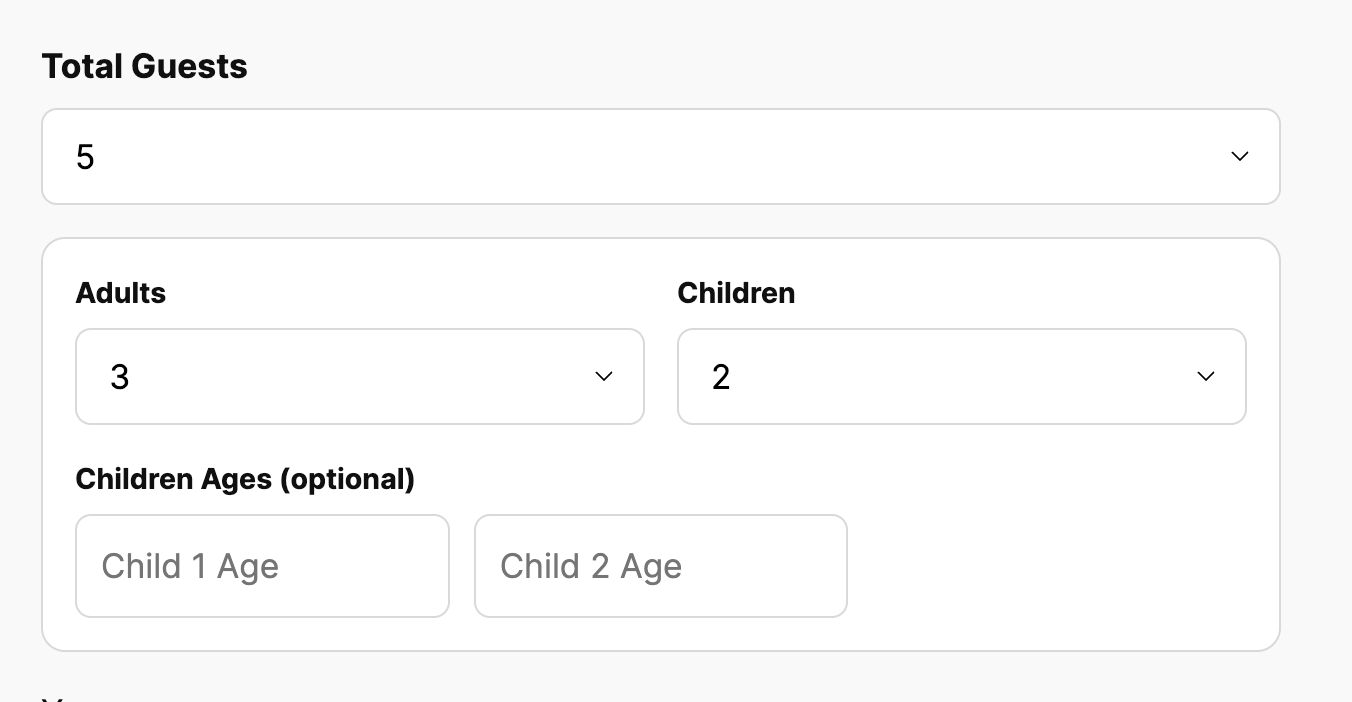 Total Guests
5
Adults
Children
3
2
Children Ages (optional)
Child 1 Age
Child 2 Age